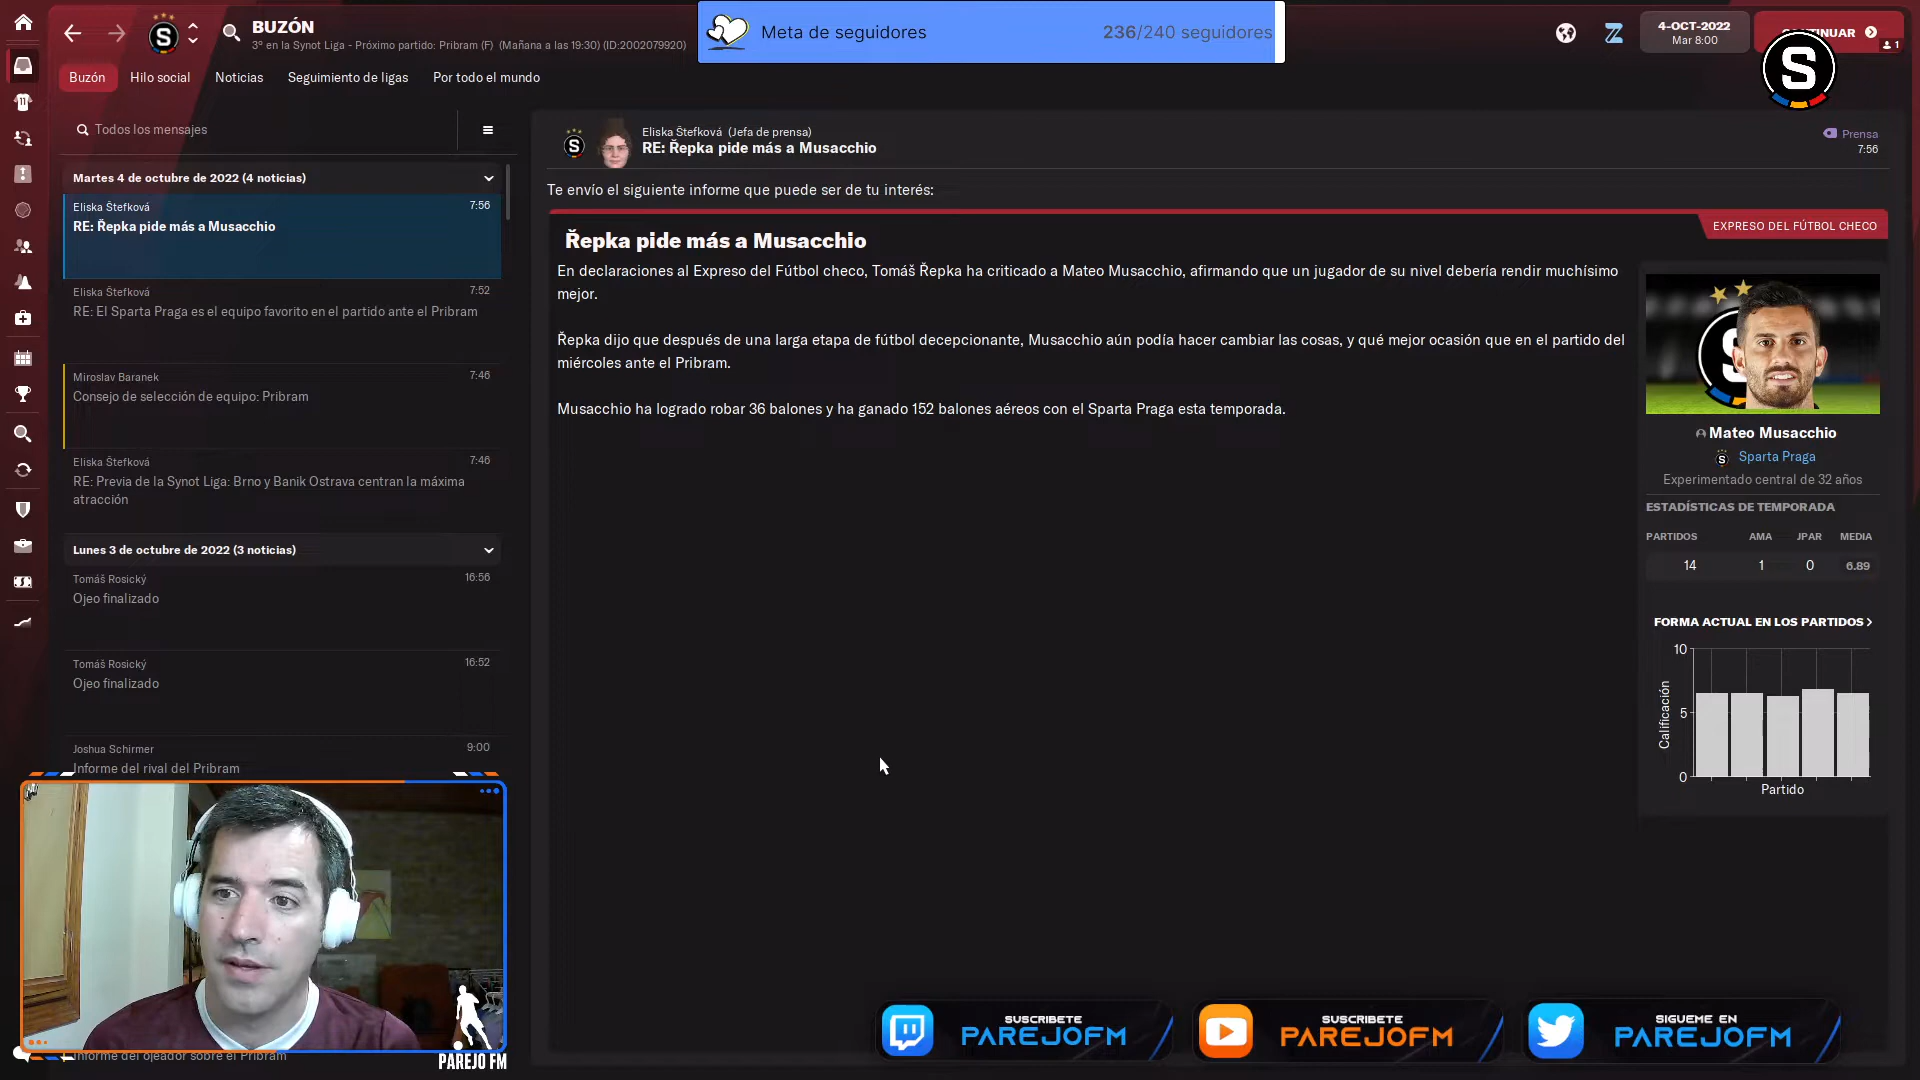 BUZÓN
3º en la Synot Liga - Próximo partido: Pribram (F) (Mañana a las 19:30) (ID:2002079920)
Meta de seguidores
236/240 seguidores
4-OCT-2022
Mar 8:00
1
Buzón
Hilo social
Noticias
Seguimiento de ligas
Por todo el mundo
Todos los mensajes
Martes 4 de octubre de 2022 (4 noticias)
Eliska Štefková
7:56
RE: Řepka pide más a Musacchio
Eliska Štefková
7:52
RE: El Sparta Praga es el equipo favorito en el partido ante el Pribram
Miroslav Baranek
7:46
Consejo de selección de equipo: Pribram
Eliska Štefková
7:46
RE: Previa de la Synot Liga: Brno y Banik Ostrava centran la máxima
atracción
Lunes 3 de octubre de 2022 (3 noticias)
Tomáš Rosický
16:56
Ojeo finalizado
Tomáš Rosický
16:52
Ojeo finalizado
Joshua Schirmer
9:00
Informe del rival del Pribram
Informe del ojeador sobre el Pribram
PAREJO FM
Eliska Štefková (Jefa de prensa)
RE: Řepka pide más a Musacchio
Prensa
7:56
Te envío el siguiente informe que puede ser de tu interés:
EXPRESO DEL FÚTBOL CHECO
Řepka pide más a Musacchio
En declaraciones al Expreso del Fútbol checo, Tomáš Řepka ha criticado a Mateo Musacchio, afirmando que un jugador de su nivel debería rendir muchísimo
mejor.
Řepka dijo que después de una larga etapa de fútbol decepcionante, Musacchio aún podía hacer cambiar las cosas, y qué mejor ocasión que en el partido del
miércoles ante el Pribram.
Musacchio ha logrado robar 36 balones y ha ganado 152 balones aéreos con el Sparta Praga esta temporada.
Mateo Musacchio
Sparta Praga
Experimentado central de 32 años
ESTADÍSTICAS DE TEMPORADA
PARTIDOS AMA JPAR MEDIA
14 1 0 6.89
FORMA ACTUAL EN LOS PARTIDOS
10
5
0
Calificación
Partido
SUSCRIBETE
PAREJOFM
SUSCRIBETE
PAREJOFM
SIGUEME EN
PAREJOFM